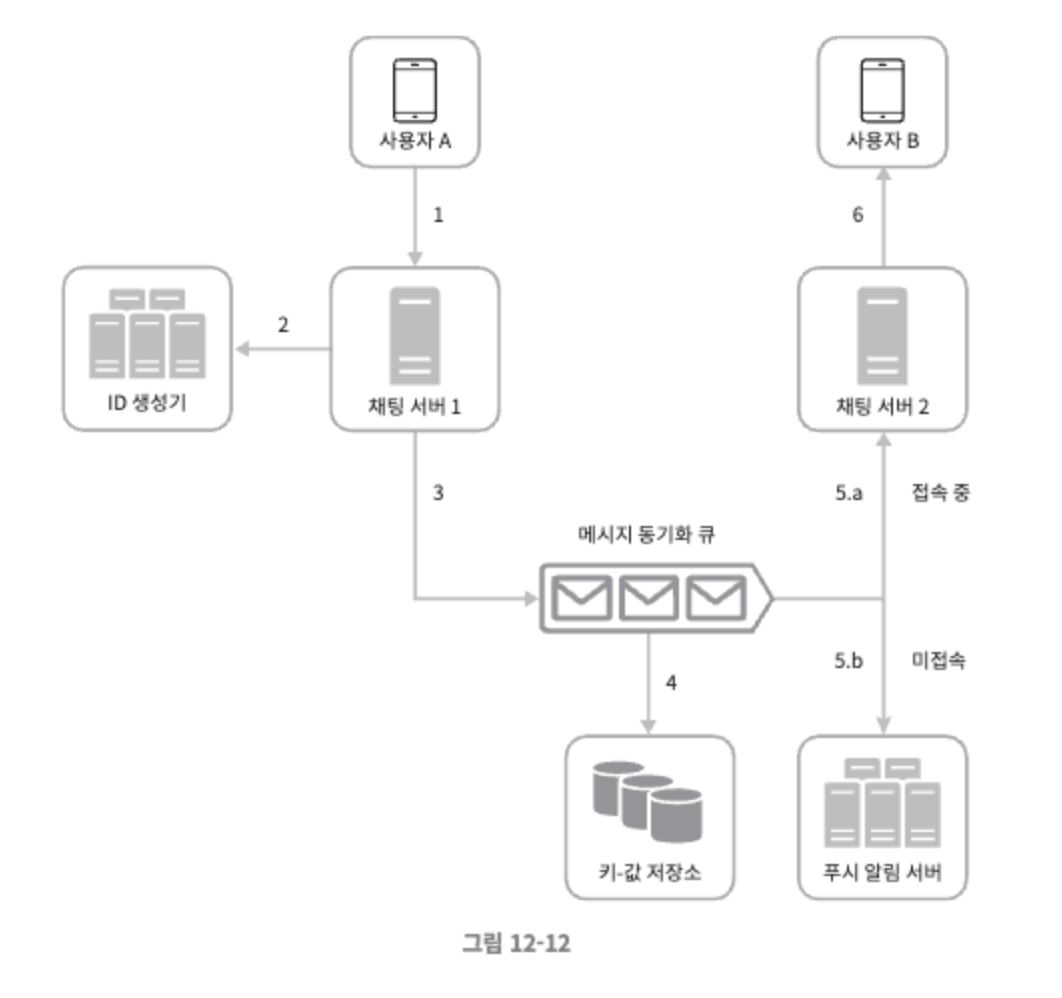 사용자 A
사용자 B
1
6
2
ID 생성기
채팅 서버 1
채팅 서버 2
3
5.a
접속 중
메시지 동기화 큐
5.b
미접속
4
키-값 저장소
푸시 알림 서버
그림 12-12